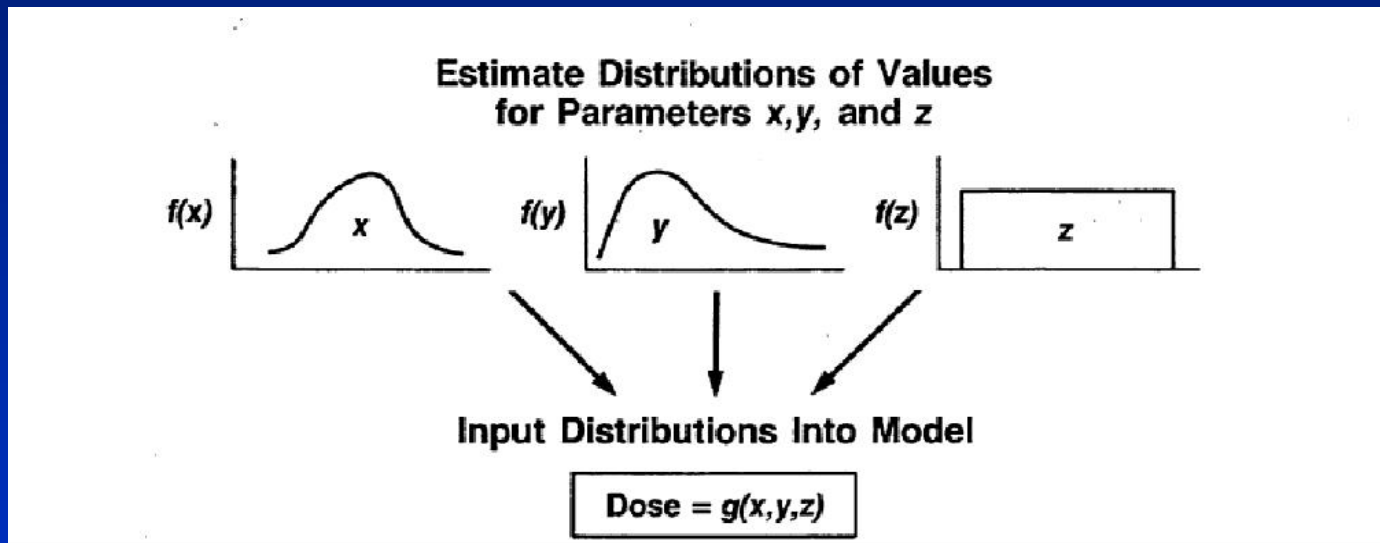 Estimate Distributions of Values
for Parameters x,y, and z
f(x)
x
f(y)
y
f(z)
z
Input Distributions Into Model
Dose = g(x,y,z)